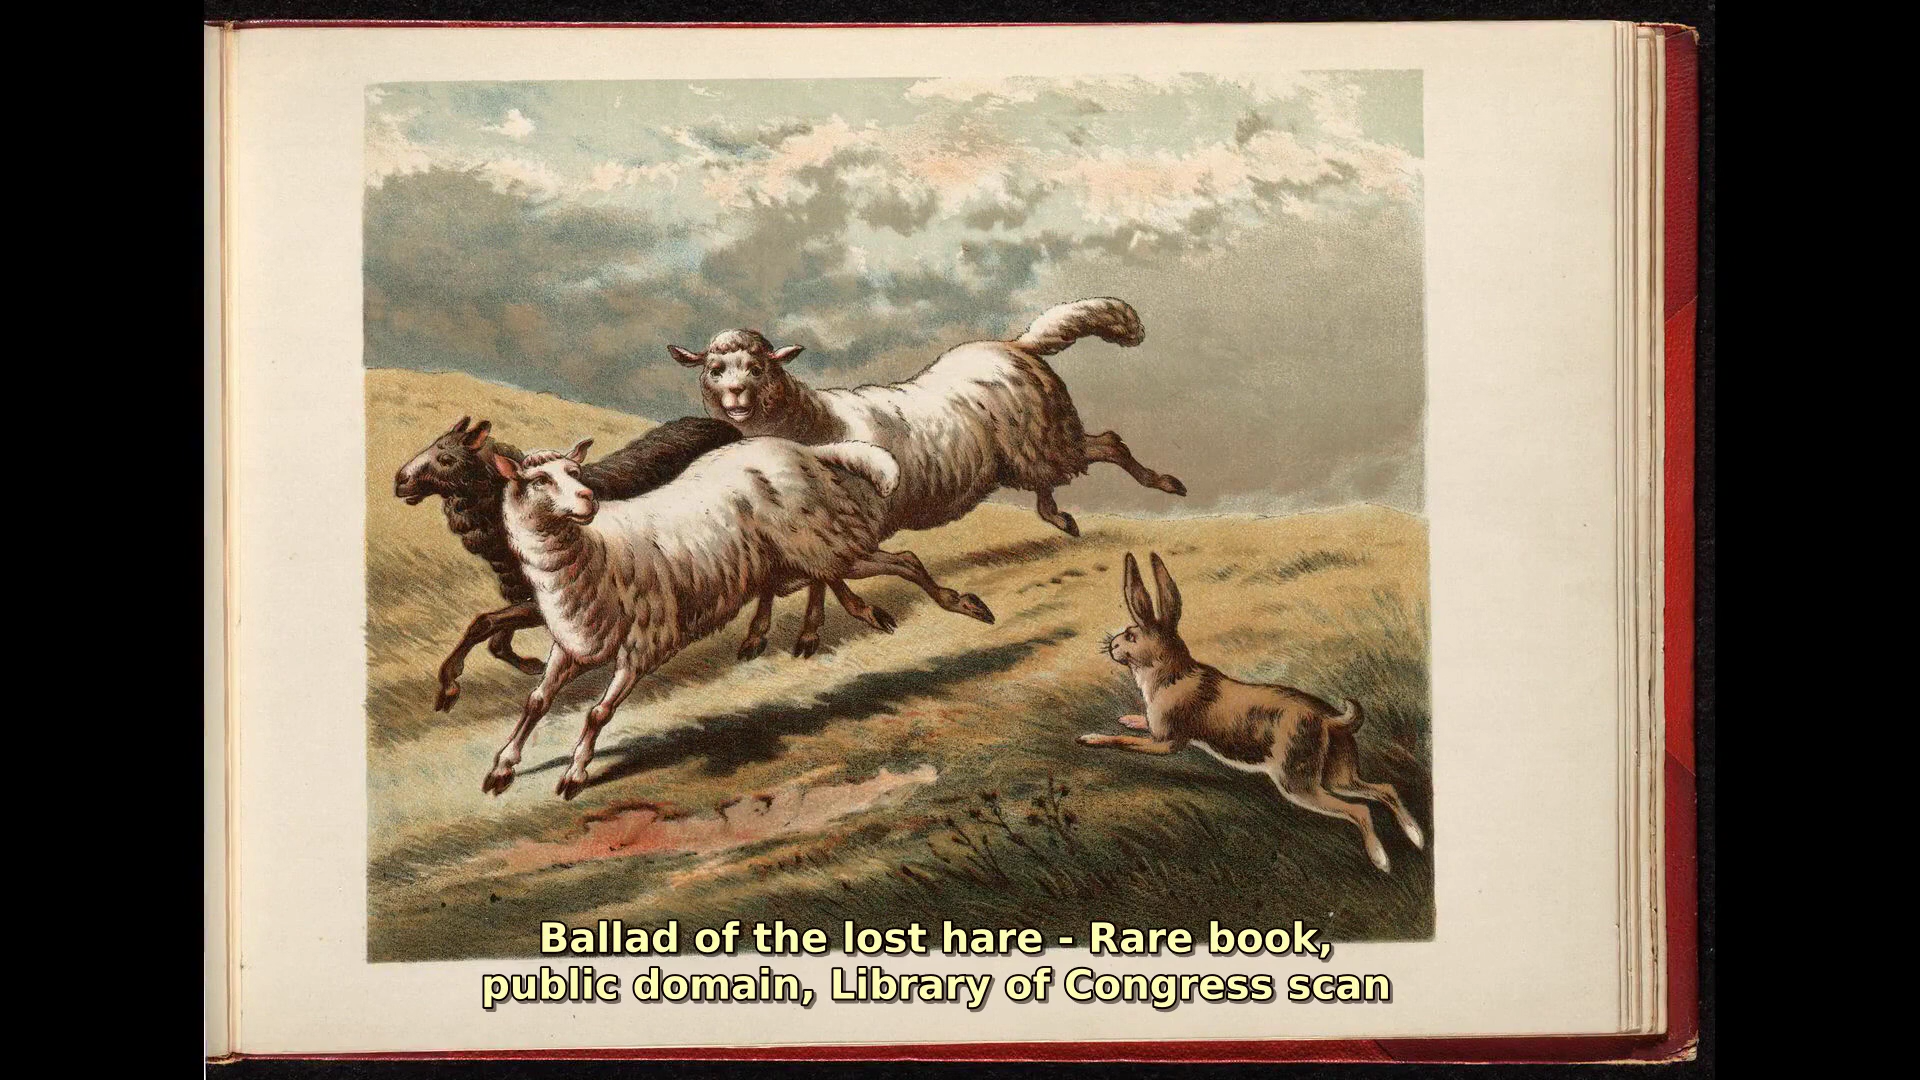 Ballad of the lost hare - Rare book,
public domain, Library of Congress scan